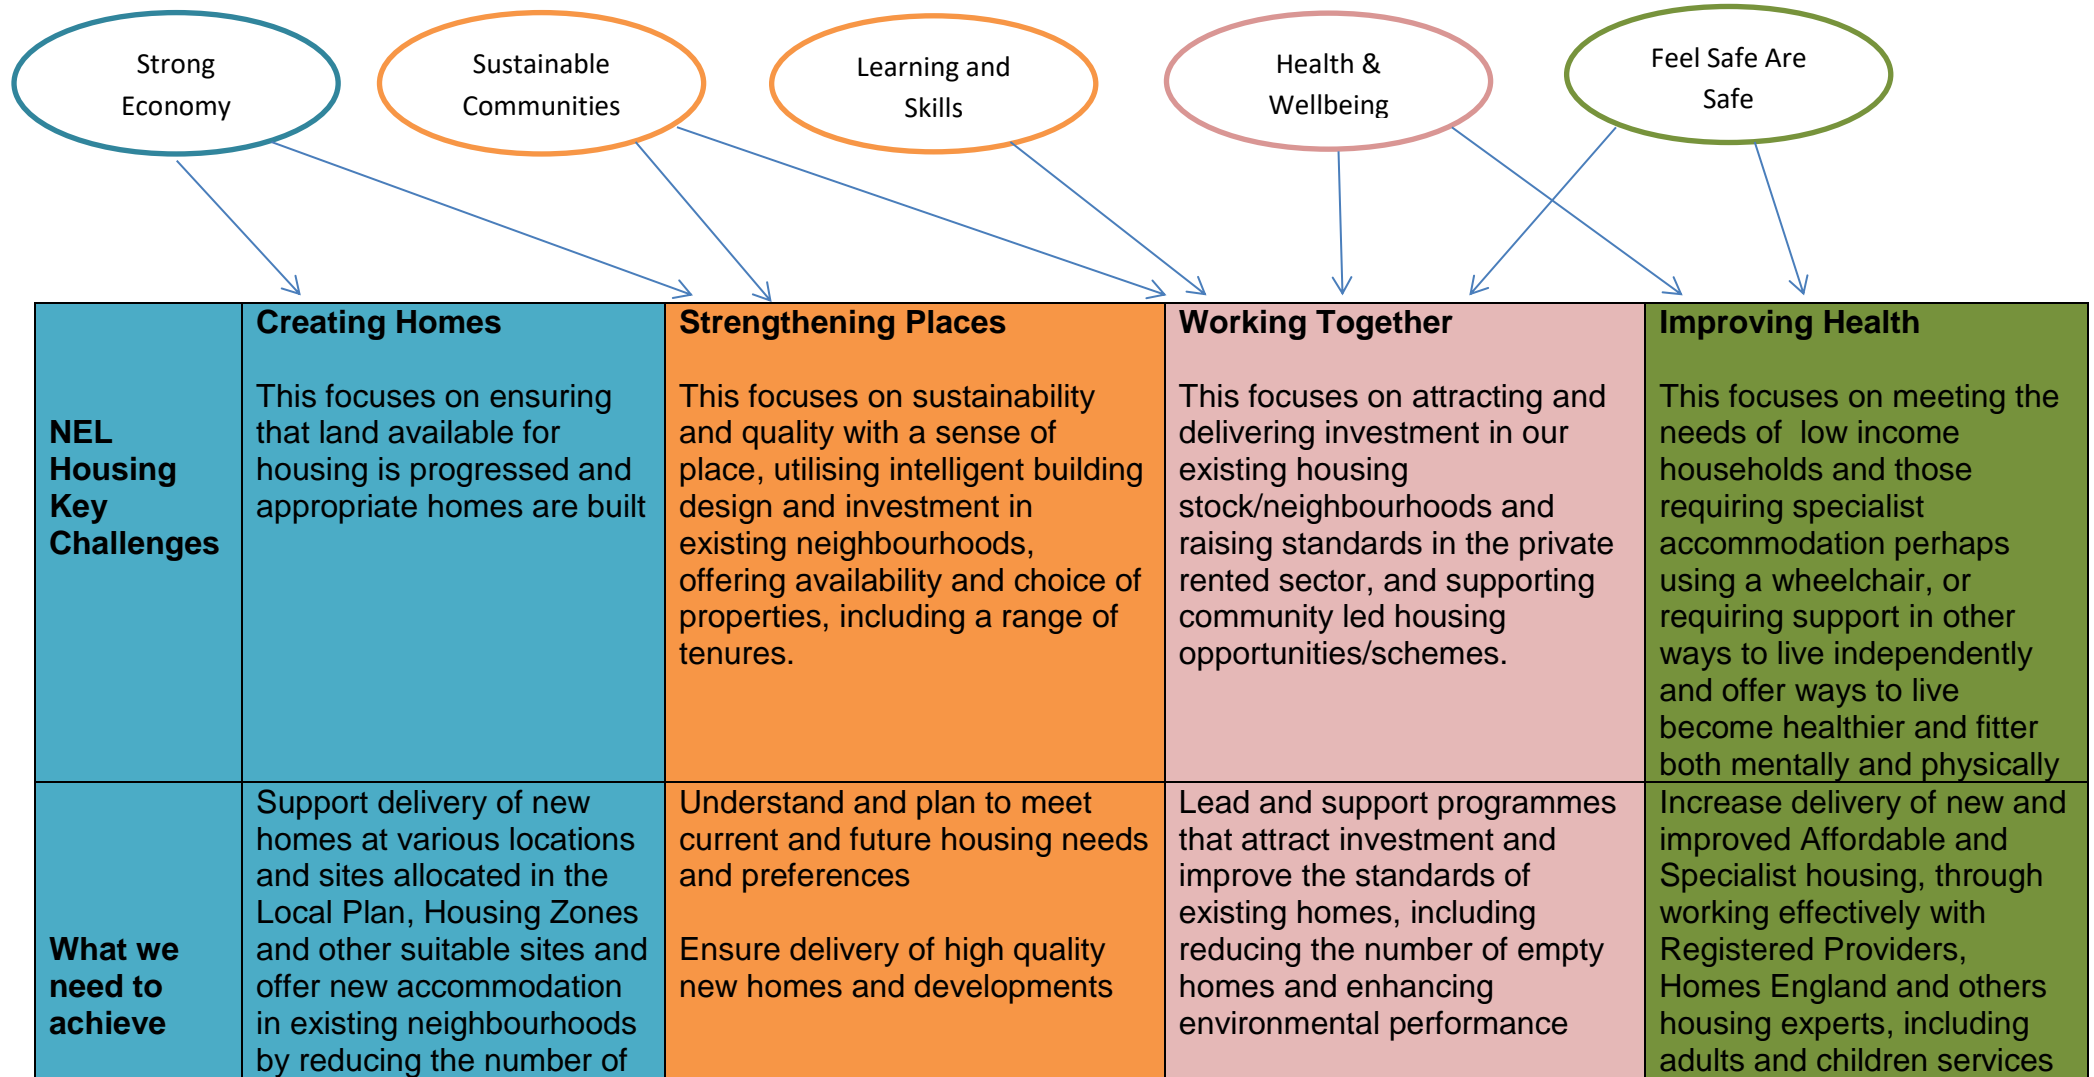 Strong
Economy
Sustainable
Communities
Learning and
Skills
Health &
Wellbeing
Feel Safe Are
Safe
NEL
Housing
Key
Challenges
Creating Homes
This focuses on ensuring
that land available for
housing is progressed and
appropriate homes are built
Strengthening Places
This focuses on sustainability
and quality with a sense of
place, utilising intelligent building
design and investment in
existing neighbourhoods,
offering availability and choice of
properties, including a range of
tenures.
Working Together
This focuses on attracting and
delivering investment in our
existing housing
stock/neighbourhoods and
raising standards in the private
rented sector, and supporting
community led housing
opportunities/schemes.
Improving Health
This focuses on meeting the
needs of  low income
households and those
requiring specialist
accommodation perhaps
using a wheelchair, or
requiring support in other
ways to live independently
and offer ways to live
become healthier and fitter
both mentally and physically
What we
need to
achieve
Support delivery of new
homes at various locations
and sites allocated in the
Local Plan, Housing Zones
and other suitable sites and
offer new accommodation
in existing neighbourhoods
by reducing the number of
Understand and plan to meet
current and future housing needs
and preferences
Ensure delivery of high quality
new homes and developments
Lead and support programmes
that attract investment and
improve the standards of
existing homes, including
reducing the number of empty
homes and enhancing
environmental performance
Increase delivery of new and
improved Affordable and
Specialist housing, through
working effectively with
Registered Providers,
Homes England and others
housing experts, including
adults and children services